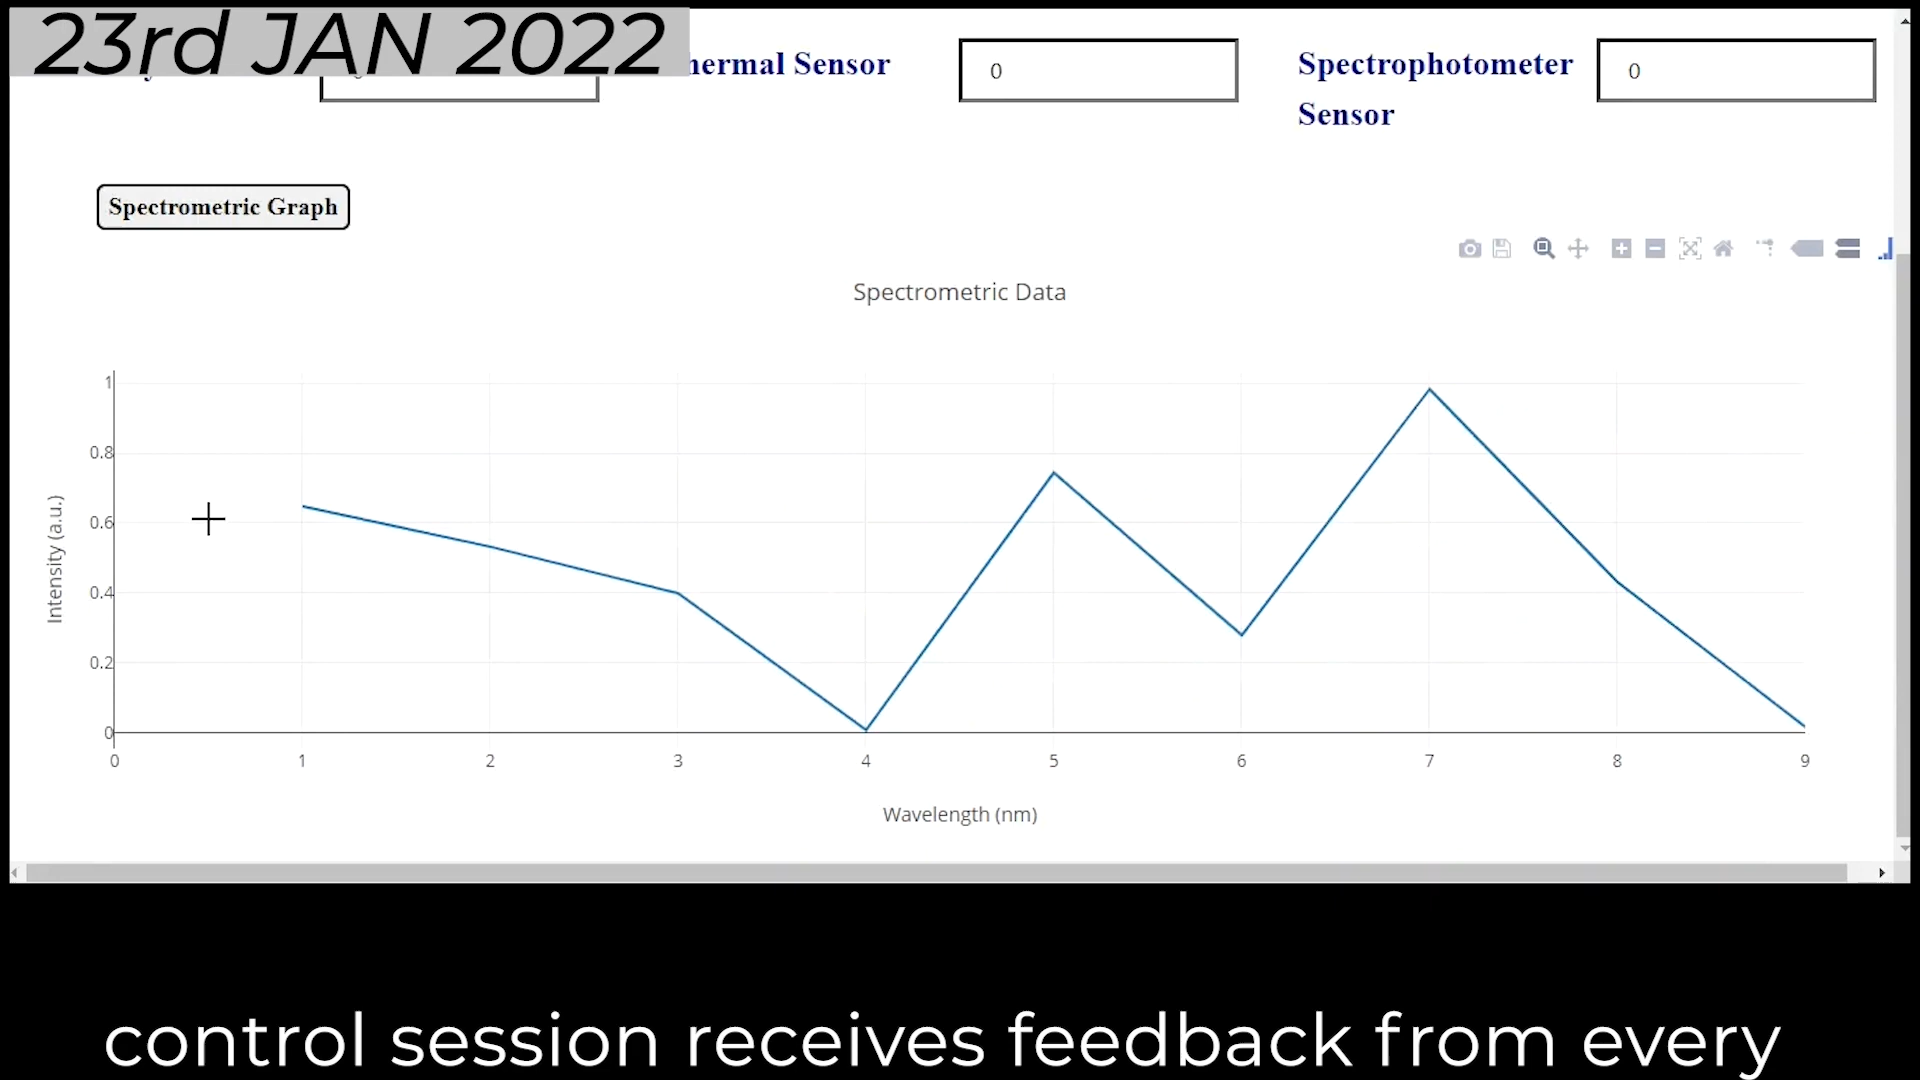 23rd JAN 2022
hermal Sensor
0
Spectrophotometer
Sensor
0
Spectrometric Graph
Spectrometric Data
1
0.8
0.6
0.4
0.2
0
Intensity (a.u.)
0 1 2 3 4 5 6 7 8 9
Wavelength (nm)
control session receives feedback from every